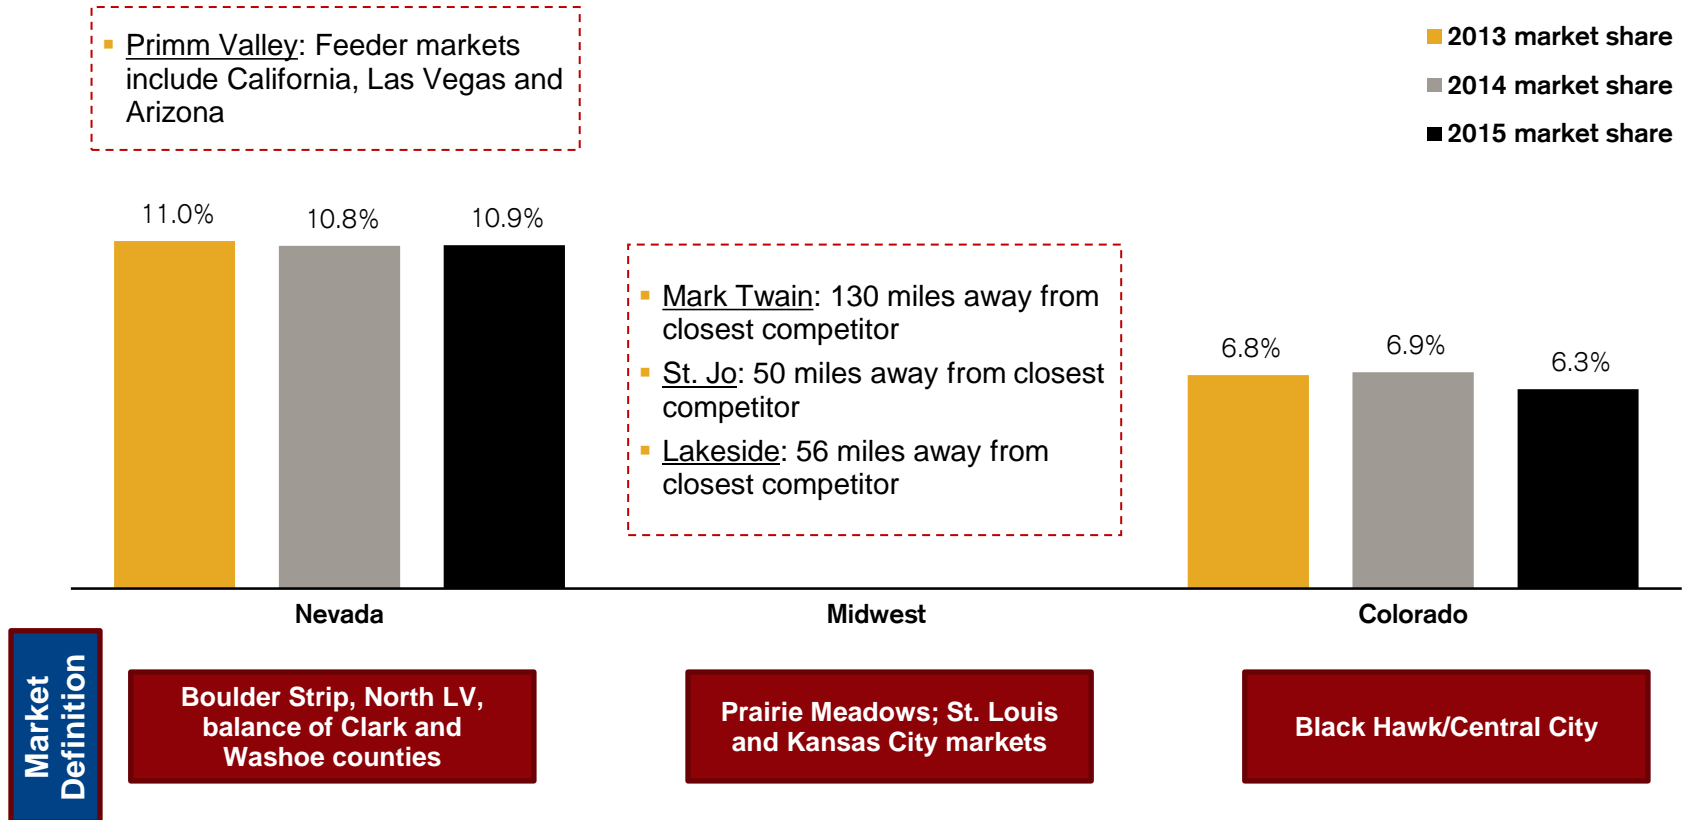 Primm Valley: Feeder markets
include California, Las Vegas and
Arizona
2013 market share
2014 market share
2015 market share
11.0%
10.8%
10.9%
Mark Twain: 130 miles away from
closest competitor
St. Jo: 50 miles away from closest
competitor
Lakeside: 56 miles away from
closest competitor
6.8%
6.9%
6.3%
Nevada
Midwest
Colorado
Market
Definition
Boulder Strip, North LV,
balance of Clark and
Washoe counties
Prairie Meadows; St. Louis
and Kansas City markets
Black Hawk/Central City